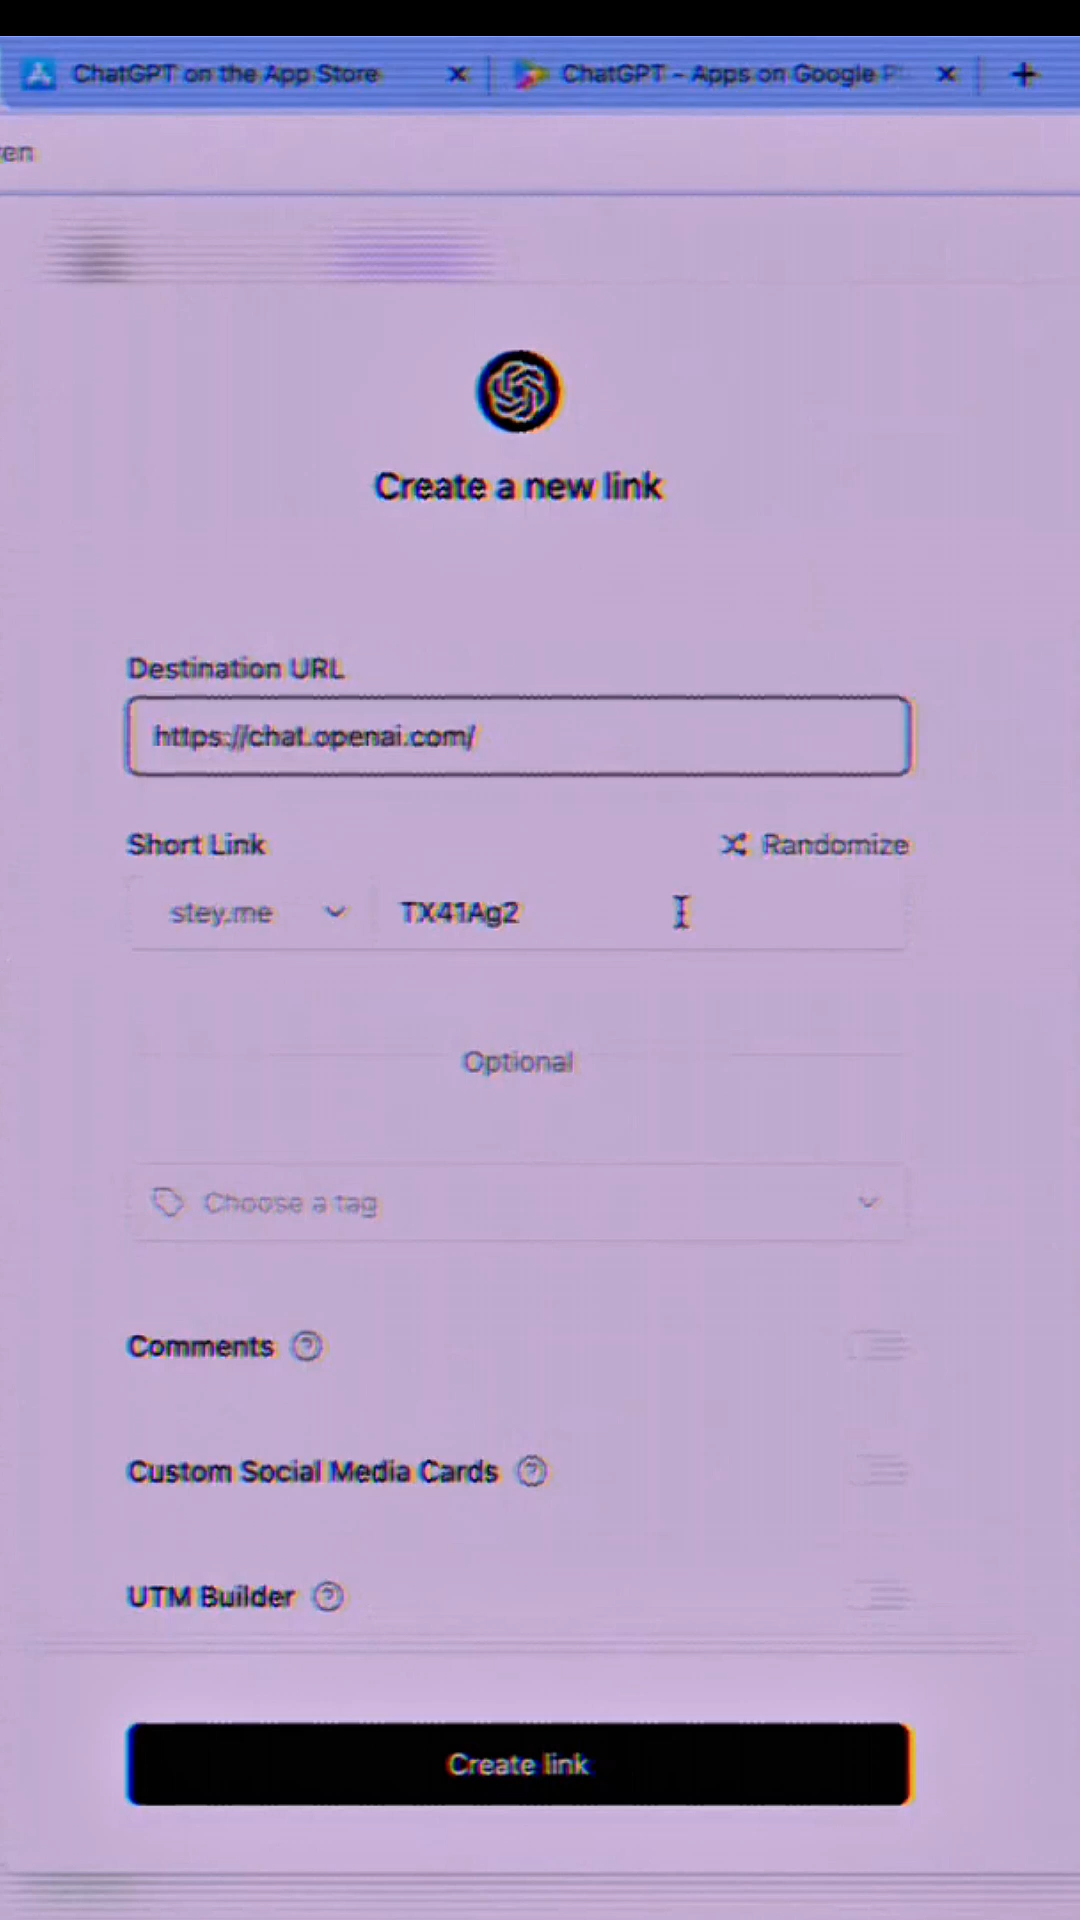 ChatGPT on the App Store
ChatGPT - Apps on Google P
en
Create a new link
Destination URL
https://chat.openai.com/
Short Link
Randomize
stey.me
TX41Ag2
Optional
Choose a tag
Comments
Custom Social Media Cards
UTM Builder
Create link